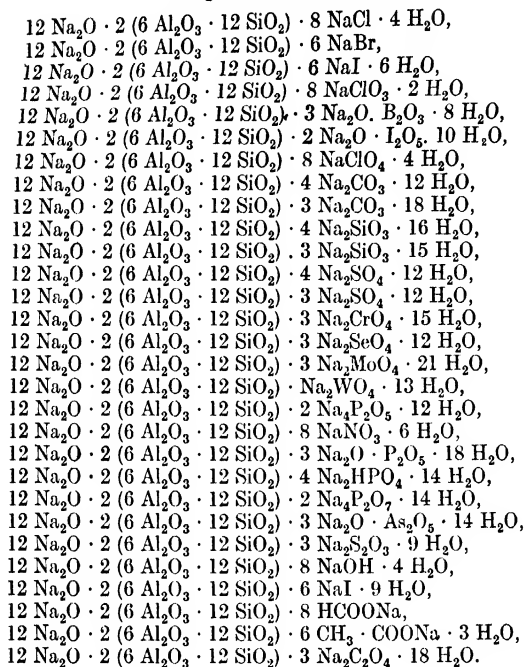 12 Na₂O · 2 (6 Al₂O₃ · 12 SiO₂) · 8 NaCl · 4 H₂O,
12 Na₂O · 2 (6 Al₂O₃ · 12 SiO₂) · 6 NaBr,
12 Na₂O · 2 (6 Al₂O₃ · 12 SiO₂) · 6 NaI · 6 H₂O,
12 Na₂O · 2 (6 Al₂O₃ · 12 SiO₂) · 8 NaClO₃ · 2 H₂O,
12 Na₂O · 2 (6 Al₂O₃ · 12 SiO₂) · 3 Na₂O. B₂O₃ · 8 H₂O,
12 Na₂O · 2 (6 Al₂O₃ · 12 SiO₂) · 2 Na₂O · I₂O₅. 10 H₂O,
12 Na₂O · 2 (6 Al₂O₃ · 12 SiO₂) · 8 NaClO₄ · 4 H₂O,
12 Na₂O · 2 (6 Al₂O₃ · 12 SiO₂) · 4 Na₂CO₃ · 12 H₂O,
12 Na₂O · 2 (6 Al₂O₃ · 12 SiO₂) · 3 Na₂CO₃ · 18 H₂O,
12 Na₂O · 2 (6 Al₂O₃ · 12 SiO₂) · 4 Na₂SiO₃ · 16 H₂O,
12 Na₂O · 2 (6 Al₂O₃ · 12 SiO₂) · 3 Na₂SiO₃ · 15 H₂O,
12 Na₂O · 2 (6 Al₂O₃ · 12 SiO₂) · 4 Na₂SO₄ · 12 H₂O,
12 Na₂O · 2 (6 Al₂O₃ · 12 SiO₂) · 3 Na₂SO₄ · 12 H₂O,
12 Na₂O · 2 (6 Al₂O₃ · 12 SiO₂) · 3 Na₂CrO₄ · 15 H₂O,
12 Na₂O · 2 (6 Al₂O₃ · 12 SiO₂) · 3 Na₂SeO₄ · 12 H₂O,
12 Na₂O · 2 (6 Al₂O₃ · 12 SiO₂) · 3 Na₂MoO₄ · 21 H₂O,
12 Na₂O · 2 (6 Al₂O₃ · 12 SiO₂) · Na₂WO₄ · 13 H₂O,
12 Na₂O · 2 (6 Al₂O₃ · 12 SiO₂) · 2 Na₄P₂O₅ · 12 H₂O,
12 Na₂O · 2 (6 Al₂O₃ · 12 SiO₂) · 8 NaNO₃ · 6 H₂O,
12 Na₂O · 2 (6 Al₂O₃ · 12 SiO₂) · 3 Na₂O · P₂O₅ · 18 H₂O,
12 Na₂O · 2 (6 Al₂O₃ · 12 SiO₂) · 4 Na₂HPO₄ · 14 H₂O,
12 Na₂O · 2 (6 Al₂O₃ · 12 SiO₂) · 2 Na₄P₂O₇ · 14 H₂O,
12 Na₂O · 2 (6 Al₂O₃ · 12 SiO₂) · 3 Na₂O · As₂O₅ · 14 H₂O,
12 Na₂O · 2 (6 Al₂O₃ · 12 SiO₂) · 3 Na₂S₂O₃ · 9 H₂O,
12 Na₂O · 2 (6 Al₂O₃ · 12 SiO₂) · 8 NaOH · 4 H₂O,
12 Na₂O · 2 (6 Al₂O₃ · 12 SiO₂) · 6 NaI · 9 H₂O,
12 Na₂O · 2 (6 Al₂O₃ · 12 SiO₂) · 8 HCOONa,
12 Na₂O · 2 (6 Al₂O₃ · 12 SiO₂) · 6 CH₃ · COONa · 3 H₂O,
12 Na₂O · 2 (6 Al₂O₃ · 12 SiO₂) · 3 Na₂C₂O₄ · 18 H₂O.